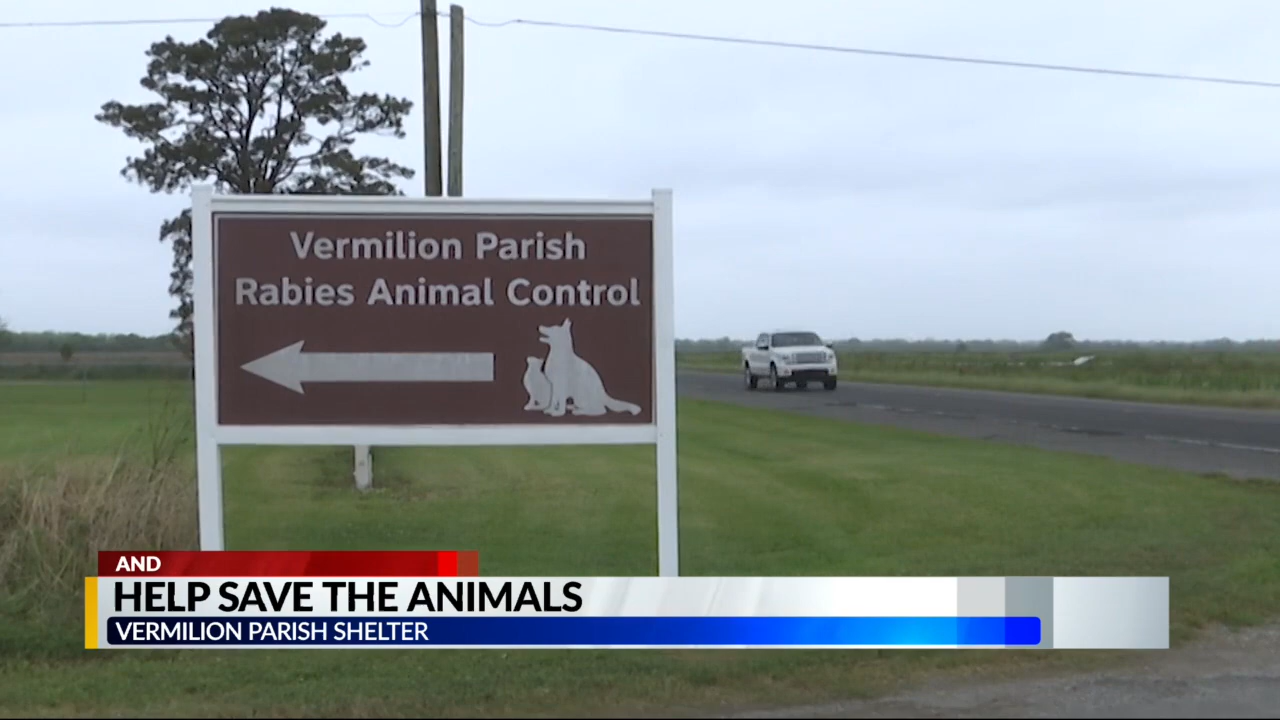 Vermilion Parish
Rabies Animal Control
AND
HELP SAVE THE ANIMALS
VERMILION PARISH SHELTER